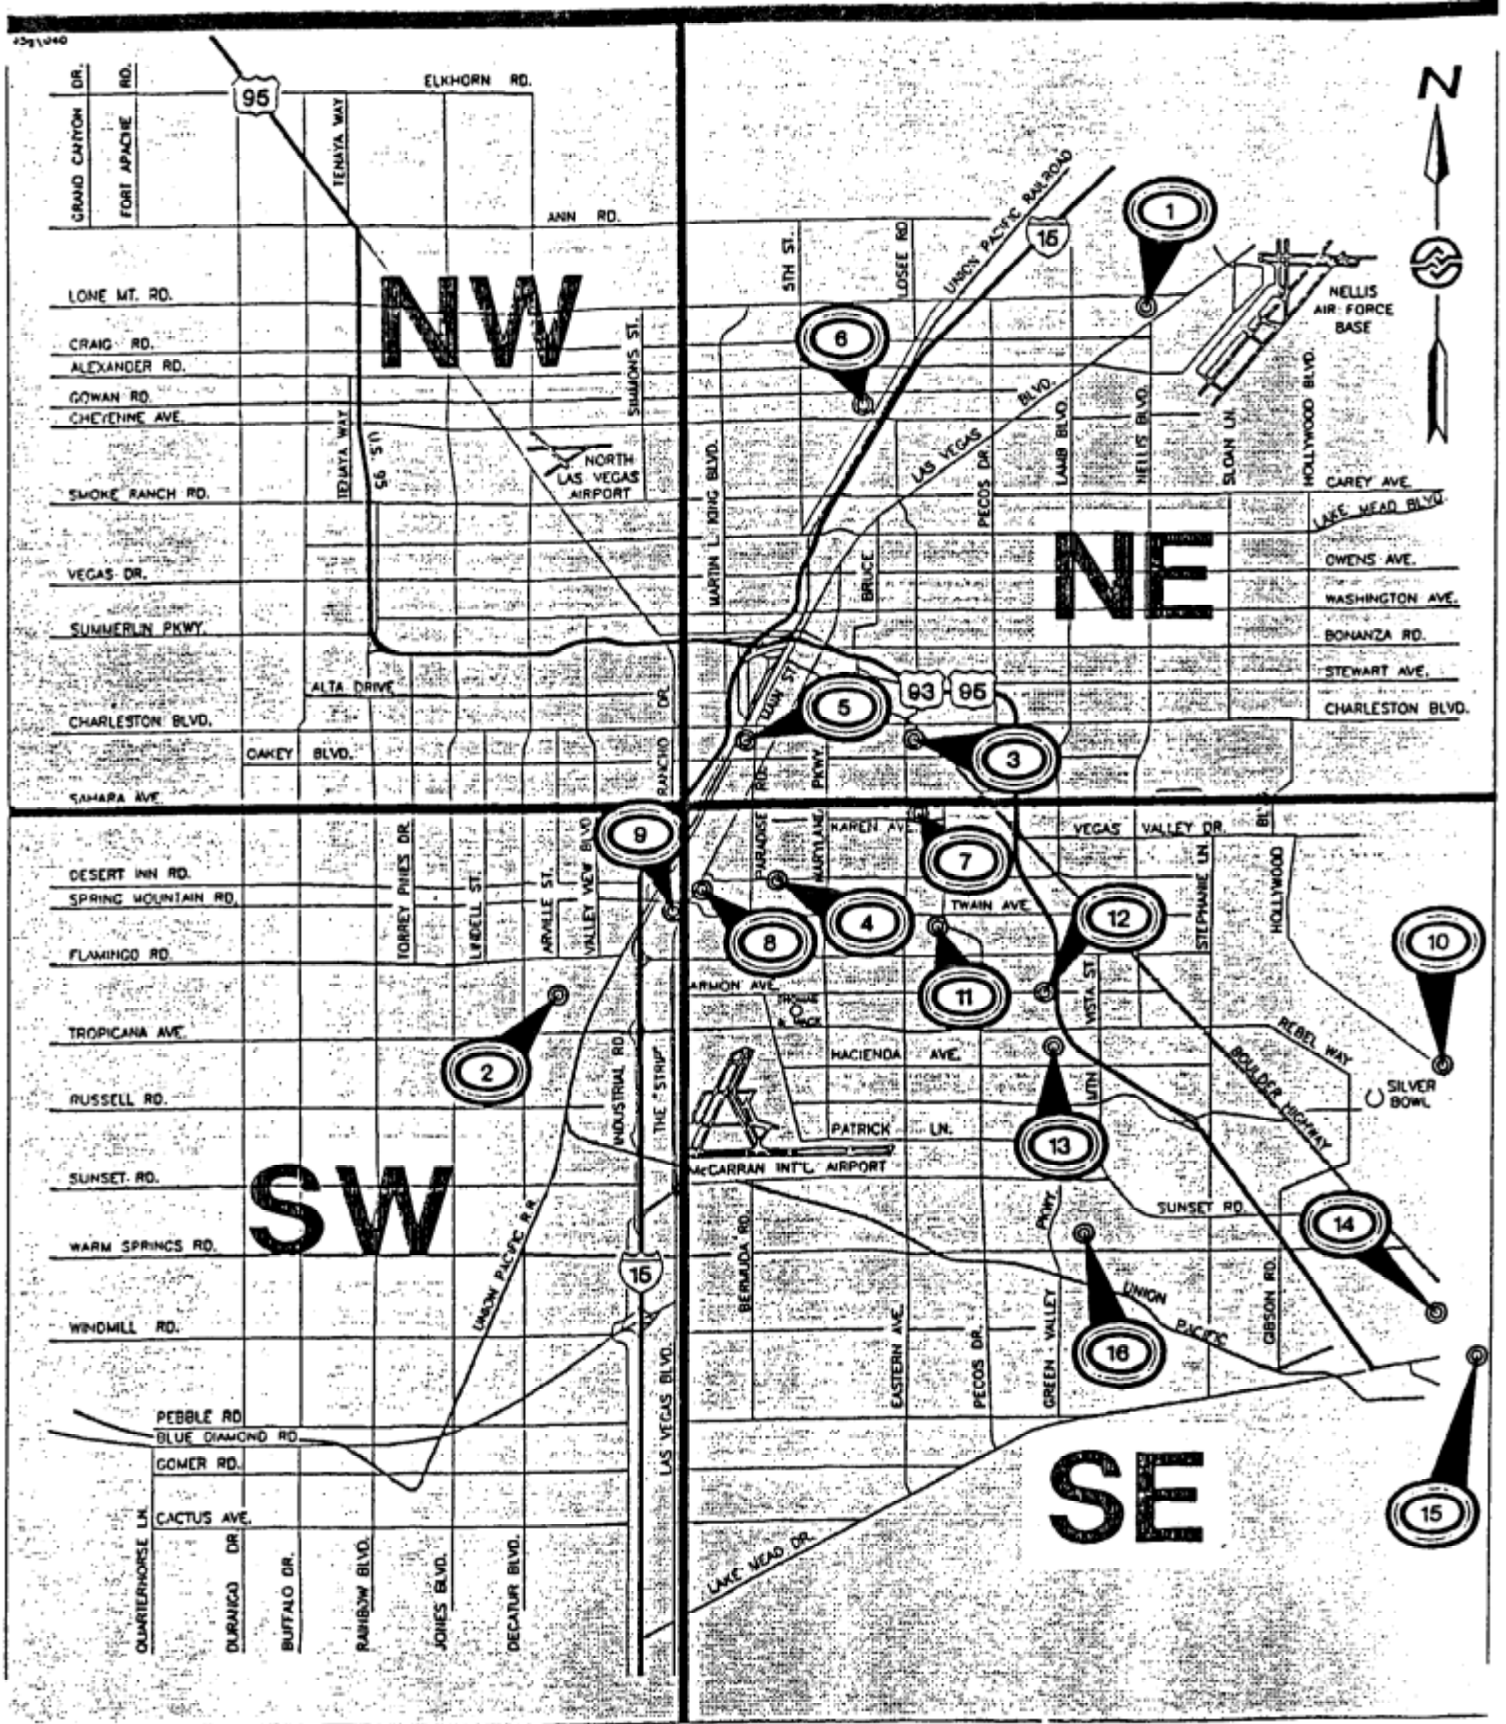 ELKHORN RD.
95
GRAND CANYON DR.
FORT APACHE RD.
TENAYA WAY
N
ANN RD.
UNION PACIFIC RAILROAD
15
1
5TH ST.
LOSEE RD
NW
LONE MT. RD.
NELLIS
AIR FORCE
BASE
CRAIG RD.
6
ALEXANDER RD.
SIMMONS ST.
GOWAN RD.
CHEYENNE AVE.
BLVD.
LAS VEGAS
TENAYA WAY
U.S. 95
NORTH
LAS VEGAS
AIRPORT
MARTIN L. KING BLVD.
PECOS DR.
LAMB BLVD.
NELLIS BLVD.
SLOAN LN.
HOLLYWOOD BLVD.
SMOKE RANCH RD.
CAREY AVE.
LAKE MEAD BLVD.
NE
BRUCE
OWENS AVE.
VEGAS DR.
WASHINGTON AVE.
SUMMERLIN PKWY.
BONANZA RD.
STEWART AVE.
ALTA DRIVE
93
95
MAIN ST.
5
CHARLESTON BLVD.
CHARLESTON BLVD.
OAKEY BLVD.
RANCHO DR.
3
SAHARA AVE.
PARADISE RD.
MARYLAND PKWY
9
KAREN AVE
VEGAS VALLEY DR.
7
DESERT INN RD.
SPRING MOUNTAIN RD.
TORREY PINES DR.
LINDELL ST.
ARVILLE ST.
VALLEY VIEW BLVD
TWAIN AVE.
STEPHANIE LN.
HOLLYWOOD BL
4
12
8
10
FLAMINGO RD.
ARMON AVE.
11
THOMAS
& MACK
VISTA ST.
MTN
TROPICANA AVE.
HACIENDA AVE.
REBEL WAY
2
BOULDER HIGHWAY
SILVER
BOWL
RUSSELL RD.
INDUSTRIAL RD
THE "STRIP"
PATRICK LN.
13
McCARRAN INT'L AIRPORT
SUNSET RD.
SUNSET RD.
SW
14
WARM SPRINGS RD.
UNION PACIFIC R.R.
15
BERMUDA RD.
GREEN VALLEY PKWY
UNION PACIFIC
GIBSON RD.
WINDMILL RD.
16
LAS VEGAS BLVD.
EASTERN AVE.
PECOS DR.
PEBBLE RD
BLUE DIAMOND RD.
GOMER RD.
SE
15
CACTUS AVE.
LAKE MEAD DR.
QUARTERHORSE LN.
DURANGO DR
BUFFALO DR.
RAINBOW BLVD.
JONES BLVD.
DECATUR BLVD.